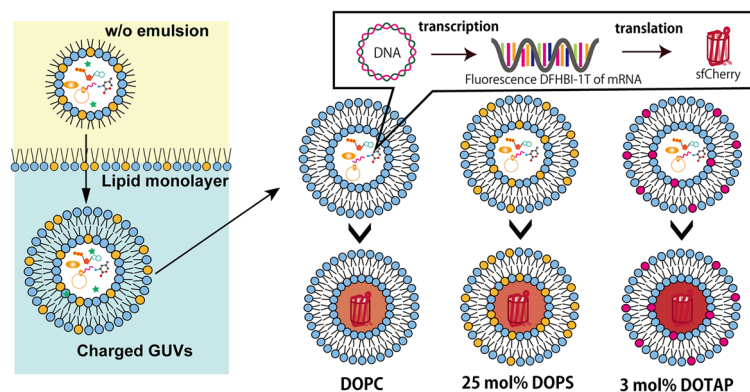 w/o emulsion
Lipid monolayer
Charged GUVs
DNA
transcription
Fluorescence DFHBI-1T of mRNA
translation
sfCherry
DOPC
25 mol% DOPS
3 mol% DOTAP